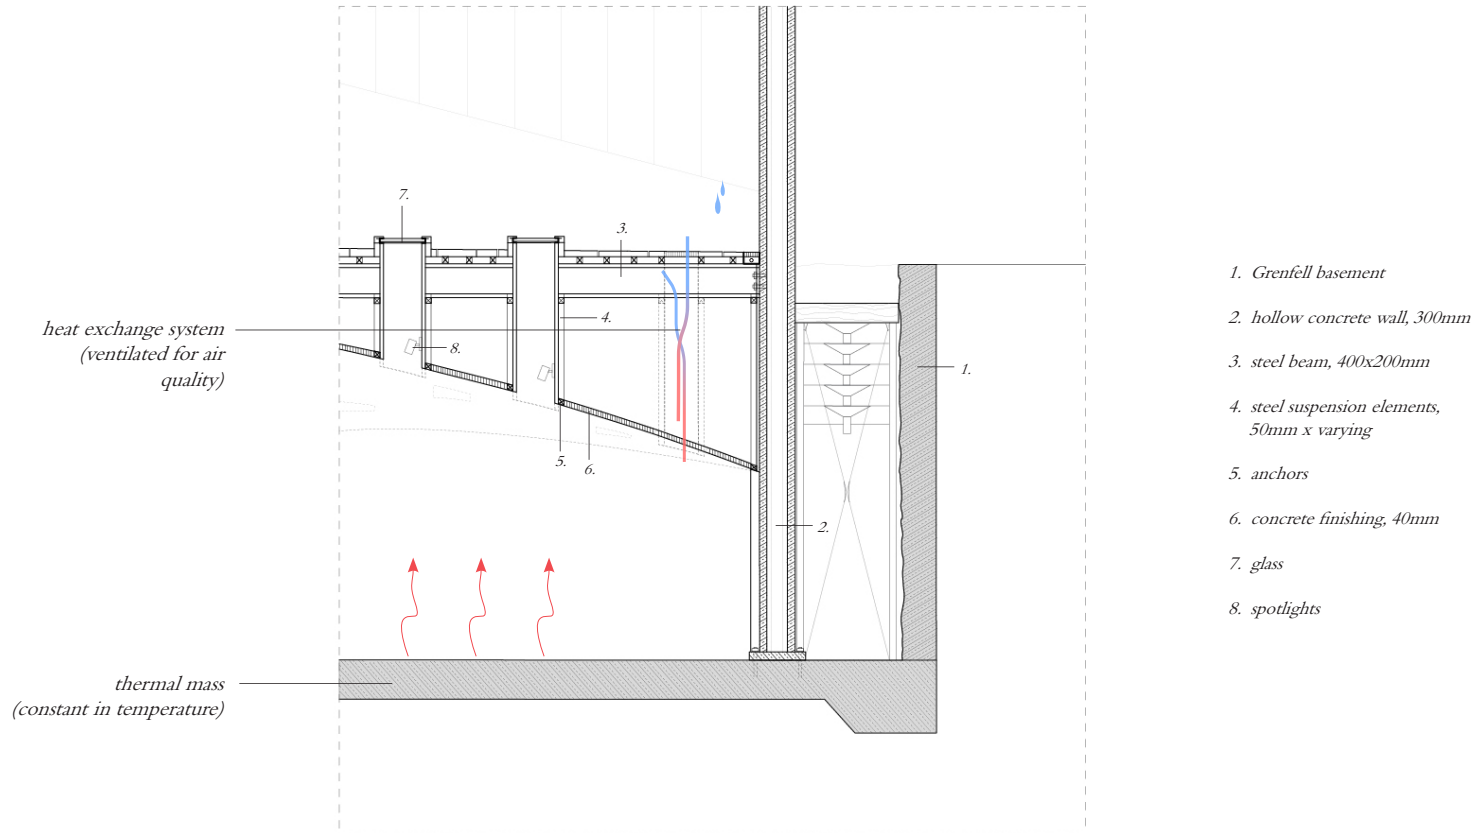 7.
3.
heat exchange system
(ventilated for air
quality)
4.
8.
5.
6.
1.
2.
thermal mass
(constant in temperature)
1. Grenfell basement
2. hollow concrete wall, 300mm
3. steel beam, 400x200mm
4. steel suspension elements,
50mm x varying
5. anchors
6. concrete finishing, 40mm
7. glass
8. spotlights